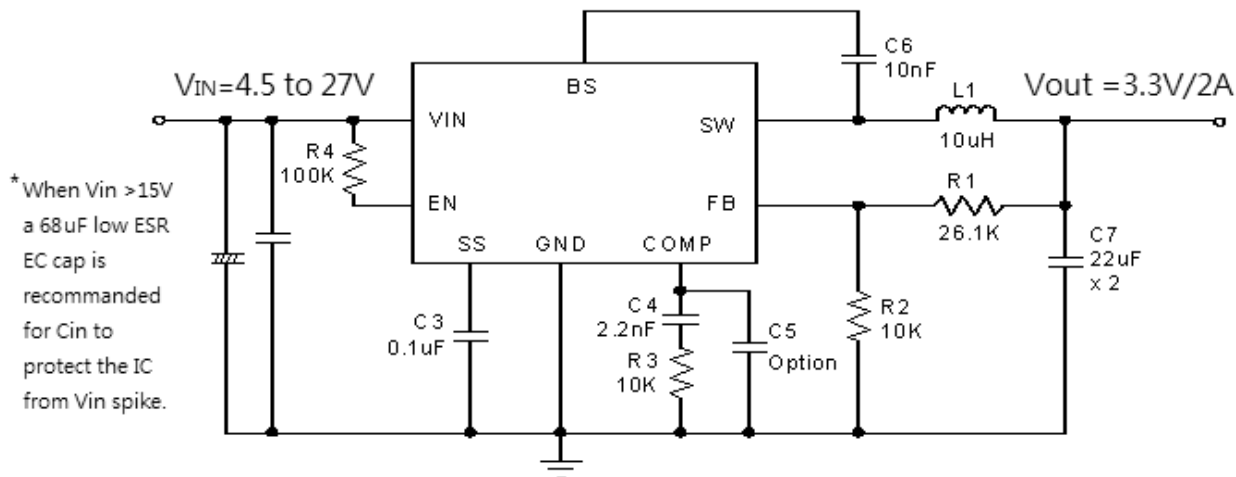 VIN=4.5 to 27V
BS
C6
10nF
L1
10uH
Vout =3.3V/2A
VIN
SW
R4
100K
EN
FB
R1
26.1K
SS
GND
COMP
*When Vin >15V
a 68uF low ESR
EC cap is
recommanded
for Cin to
protect the IC
from Vin spike.
C3
0.1uF
C4
2.2nF
R3
10K
C5
Option
R2
10K
C7
22uF
x 2